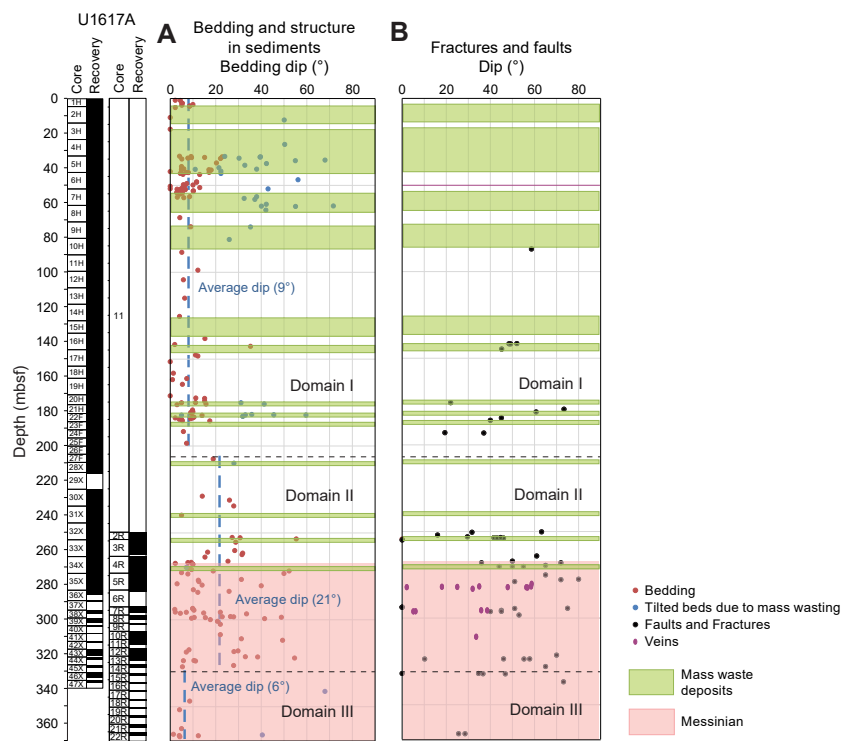 U1617A
A
Bedding and structure
in sediments
Bedding dip (°)
B
Fractures and faults
Dip (°)
Core
Recovery
Core
Recovery
0 20 40 60 80
0 20 40 60 80
Depth (mbsf)
0
20
40
60
80
100
120
140
160
180
200
220
240
260
280
300
320
340
360
1H
2H
3H
4H
5H
6H
7H
8H
9H
10H
11H
12H
13H
14H
15H
16H
17H
18H
19H
20H
21H
22F
23F
24F
25F
26F
27F
28X
29X
30X
31X
32X
33X
34X
35X
36X
37X
38X
39X
40X
41X
42X
43X
44X
45X
46X
47X
11
2R
3R
4R
5R
6R
7R
8R
9R
10R
11R
12R
13R
14R
15R
16R
17R
18R
19R
20R
21R
22R
Average dip (9°)
Domain I
Domain II
Average dip (21°)
Average dip (6°)
Domain III
Domain I
Domain II
Domain III
Bedding
Tilted beds due to mass wasting
Faults and Fractures
Veins
Mass waste
deposits
Messinian